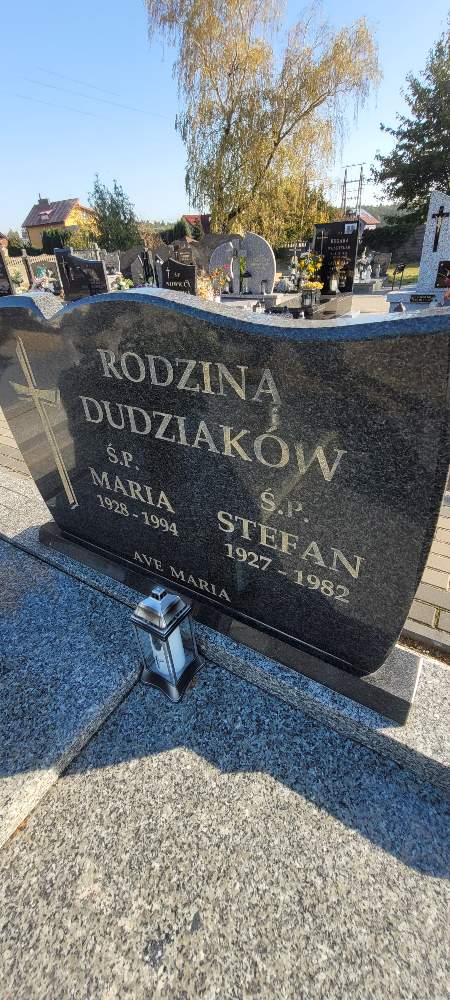 RODZINA
DUDZIAKÓW
Ś.P.
MARIA
1928 - 1994
Ś.P.
STEFAN
1927 - 1982
AVE MARIA